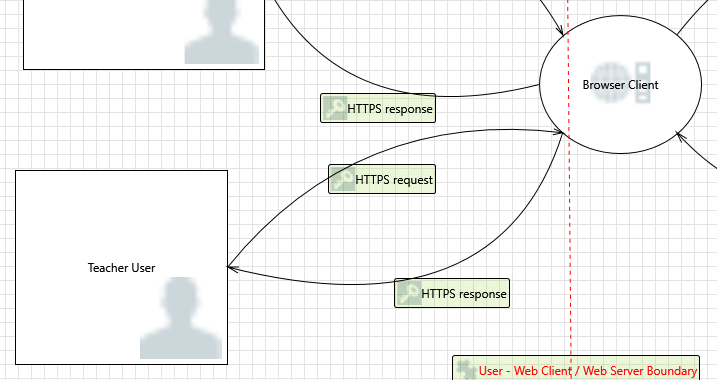 Browser Client
HTTPS response
HTTPS request
Teacher User
HTTPS response
User - Web Client / Web Server Boundary